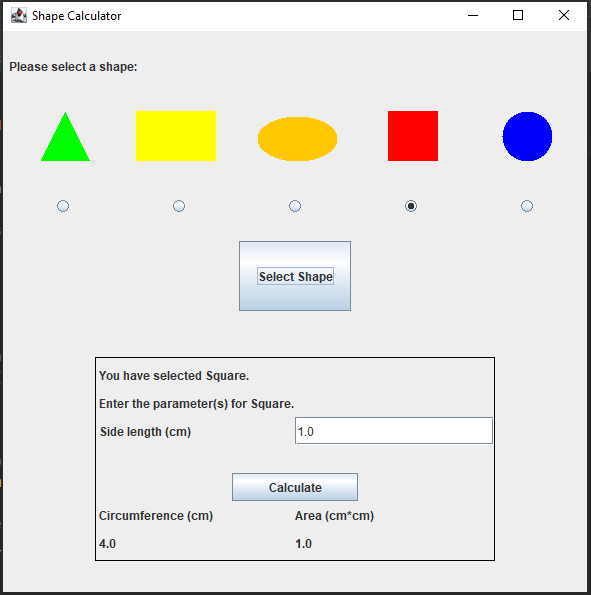 Shape Calculator
Please select a shape:
Select Shape
You have selected Square.
Enter the parameter(s) for Square.
Side length (cm) 1.0
Calculate
Circumference (cm) Area (cm*cm)
4.0 1.0